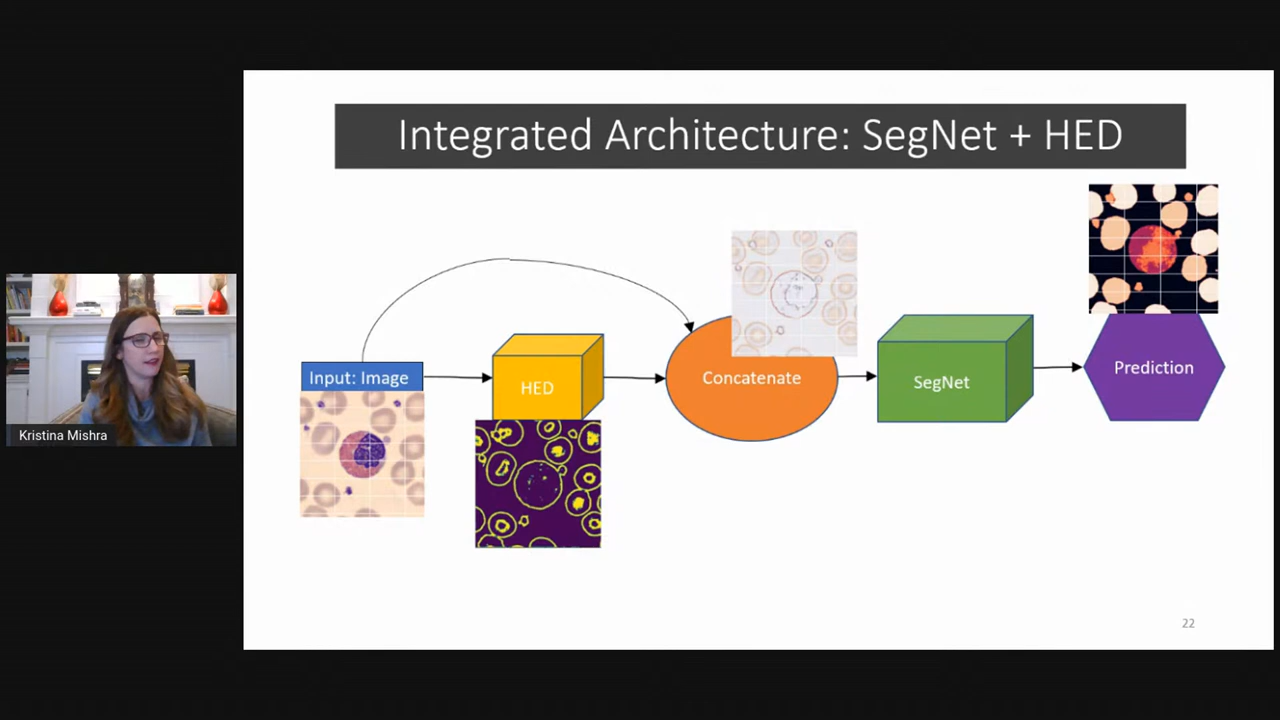 Integrated Architecture: SegNet + HED
Input: Image
HED
Concatenate
SegNet
Prediction
Kristina Mishra
22